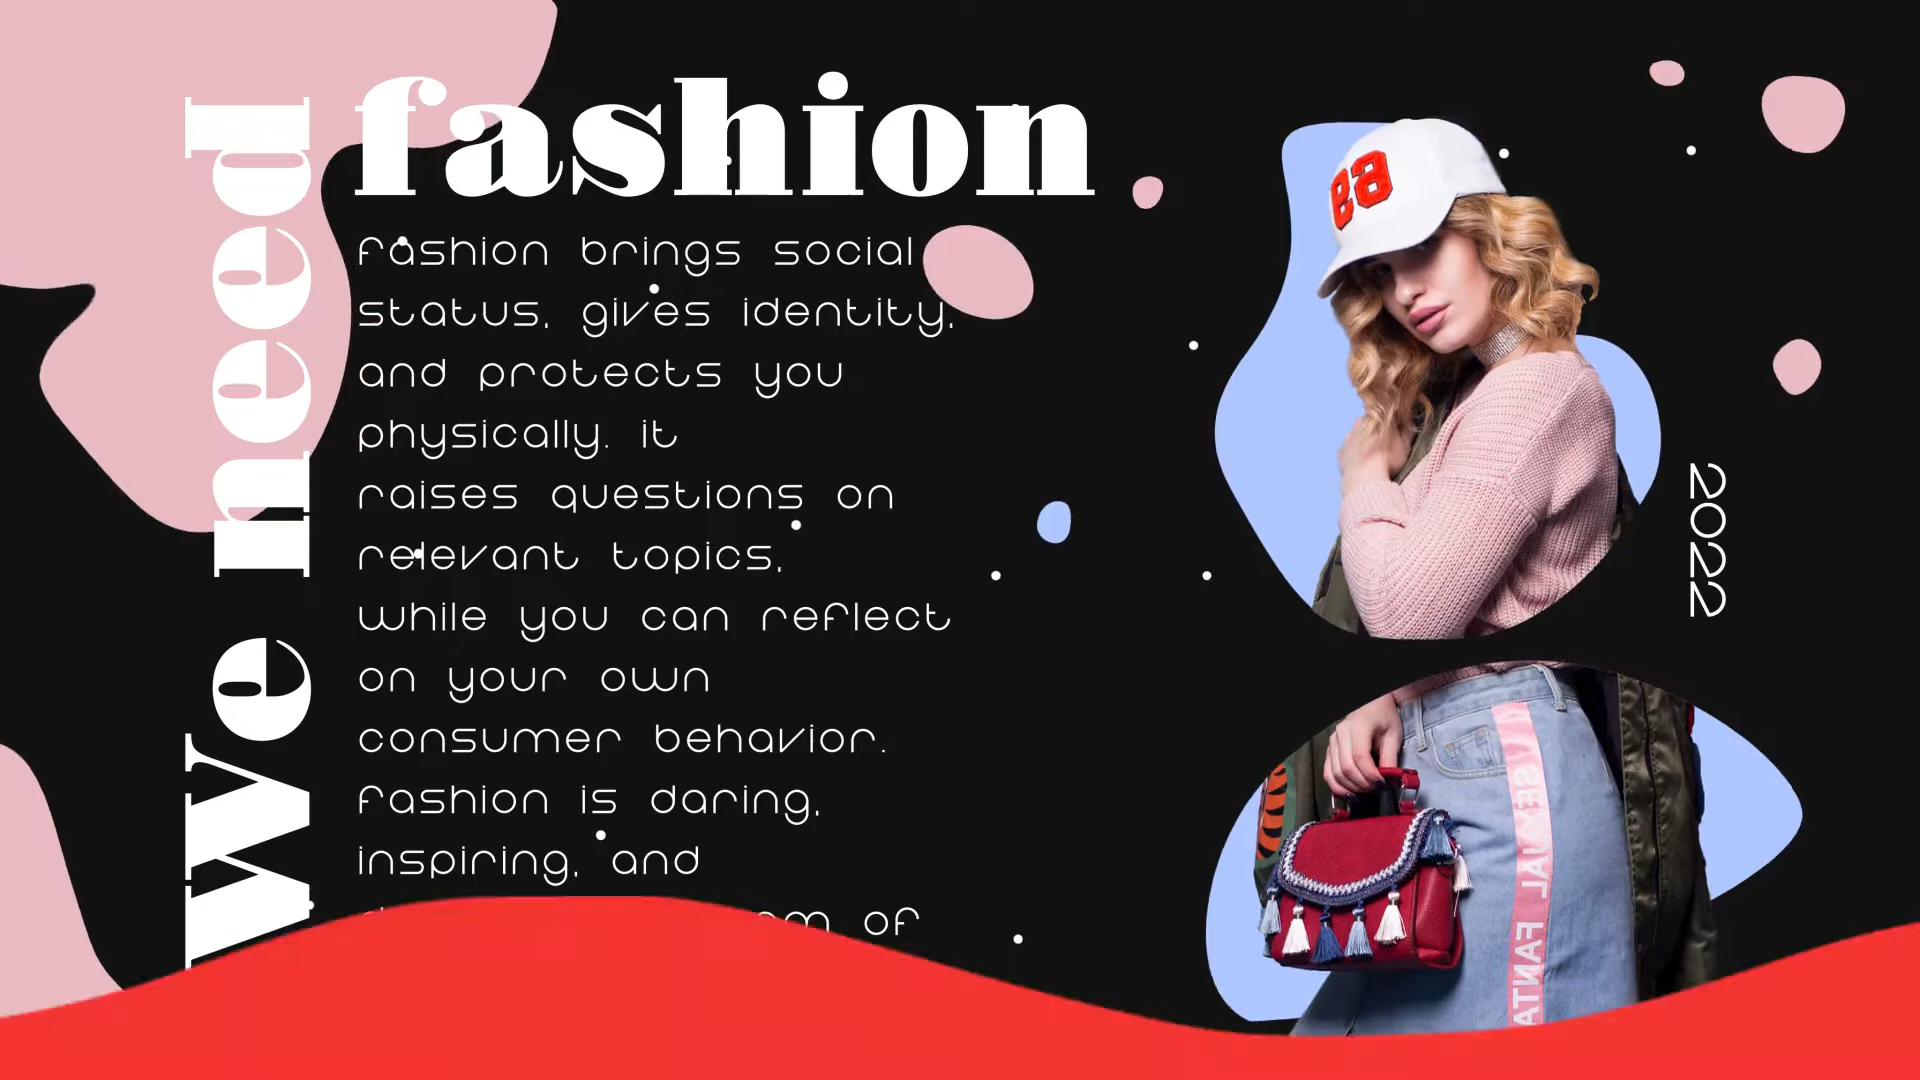 We need
fashion
fashion brings social
status, gives identity,
and protects you
physically. it
raises questions on
relevant topics,
while you can reflect
on your own
consumer behavior.
fashion is daring,
inspiring, and
of
2022